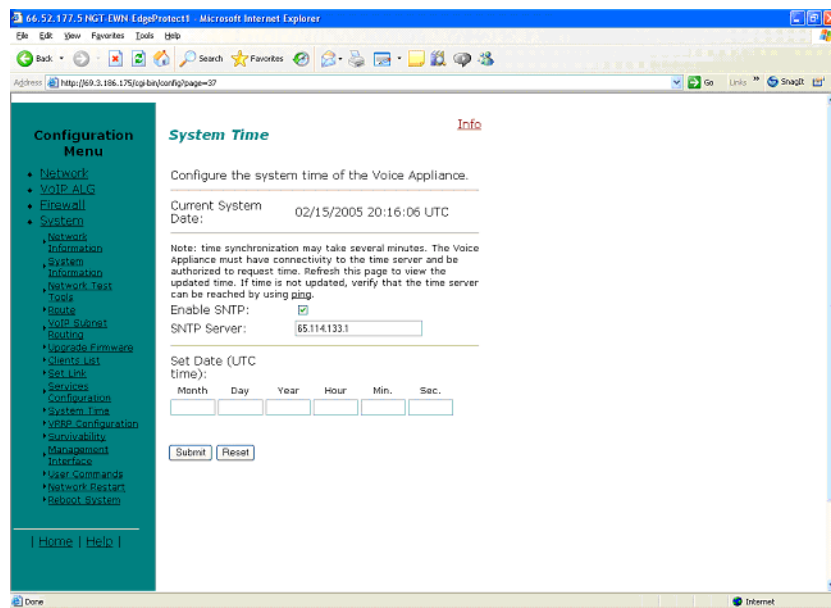 66.52.177.5 NGT-EWN-EdgeProtect1 - Microsoft Internet Explorer
File Edit View Favorites Tools Help
Back Search Favorites
Address http://69.3.186.175/cgi-bin/config?page=37 Go Links » SnagIt
Configuration
Menu
Network
VoIP ALG
Firewall
System
Network
Information
System
Information
Network Test
Tools
Route
VoIP Subnet
Routing
Upgrade Firmware
Clients List
Set Link
Services
Configuration
System Time
VRRP Configuration
Survivability
Management
Interface
User Commands
Network Restart
Reboot System
| Home | Help |
Info
System Time
Configure the system time of the Voice Appliance.
Current System
Date:
02/15/2005 20:16:06 UTC
Note: time synchronization may take several minutes. The Voice
Appliance must have connectivity to the time server and be
authorized to request time. Refresh this page to view the
updated time. If time is not updated, verify that the time server
can be reached by using ping.
Enable SNTP:
SNTP Server: 65.114.133.1
Set Date (UTC
time):
Month Day Year Hour Min. Sec.
Submit Reset
Done Internet